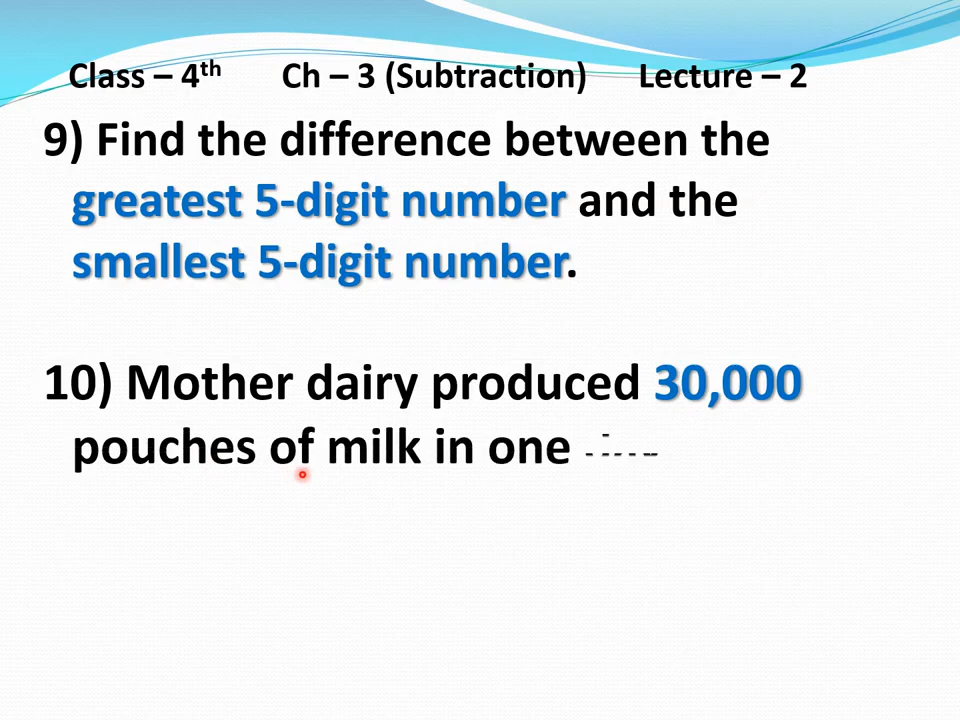 Class – 4th Ch – 3 (Subtraction) Lecture – 2
9) Find the difference between the
greatest 5-digit number and the
smallest 5-digit number.
10) Mother dairy produced 30,000
pouches of milk in one